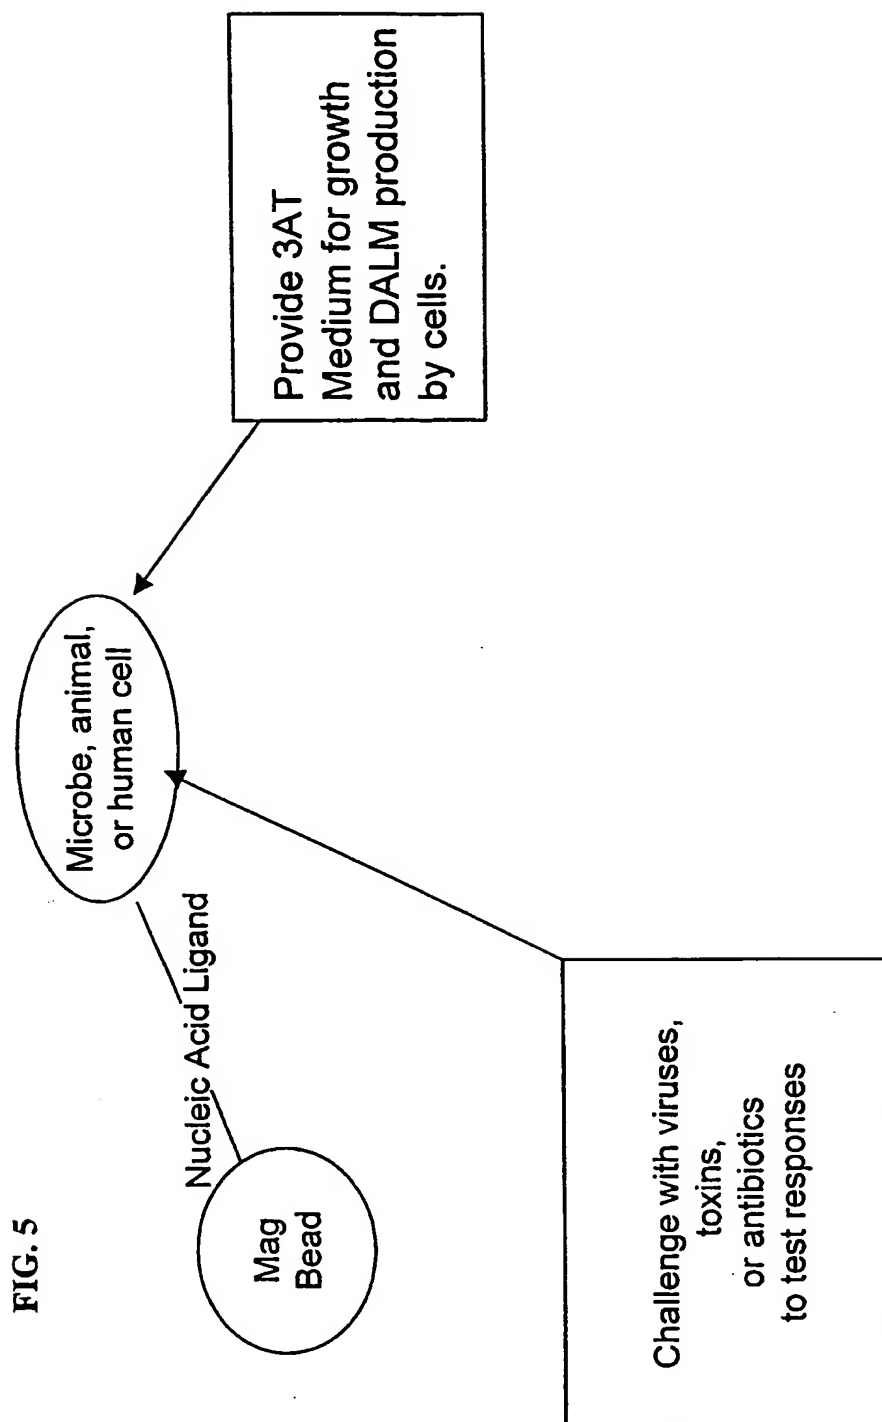 FIG. 5
Mag
Bead
Nucleic Acid Ligand
Microbe, animal,
or human cell
Provide 3AT
Medium for growth
and DALM production
by cells.
Challenge with viruses,
toxins,
or antibiotics
to test responses